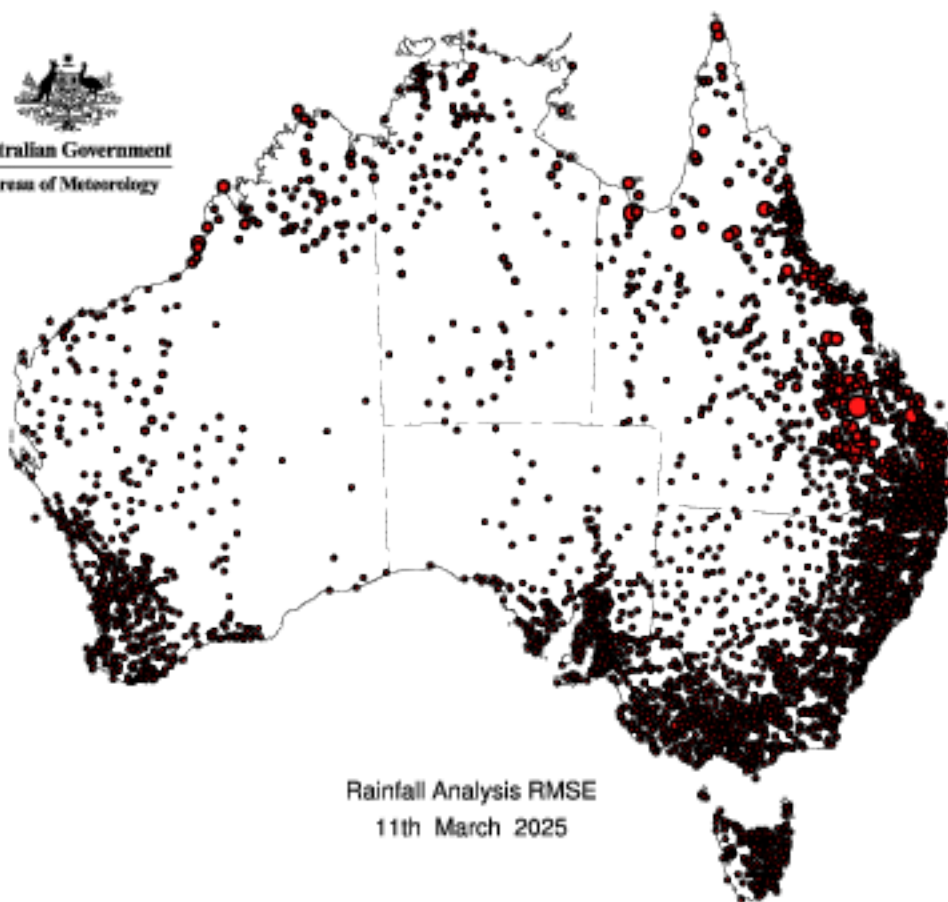 tralian Government
reau of Meteorology
Rainfall Analysis RMSE
11th March 2025